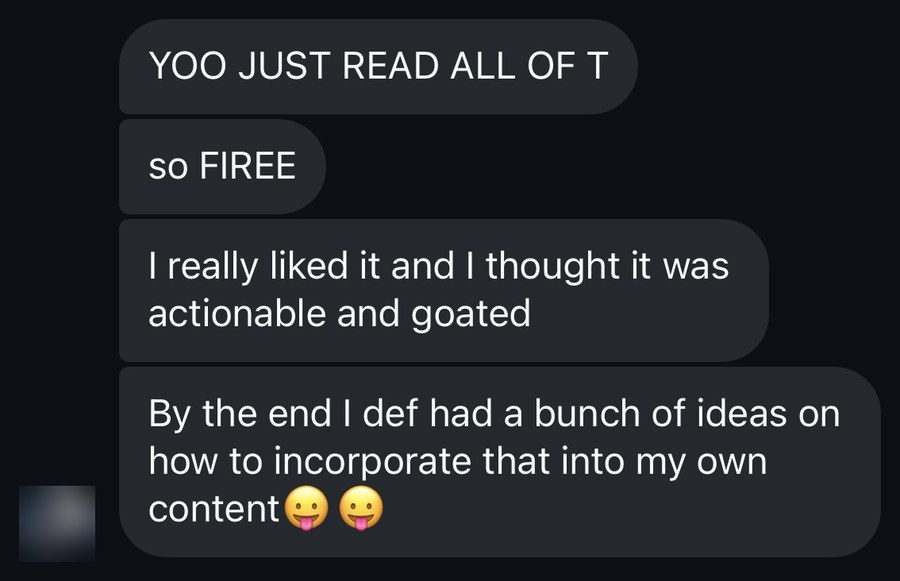 YOO JUST READ ALL OF T
so FIREE
I really liked it and I thought it was
actionable and goated
By the end I def had a bunch of ideas on
how to incorporate that into my own
content😛😛